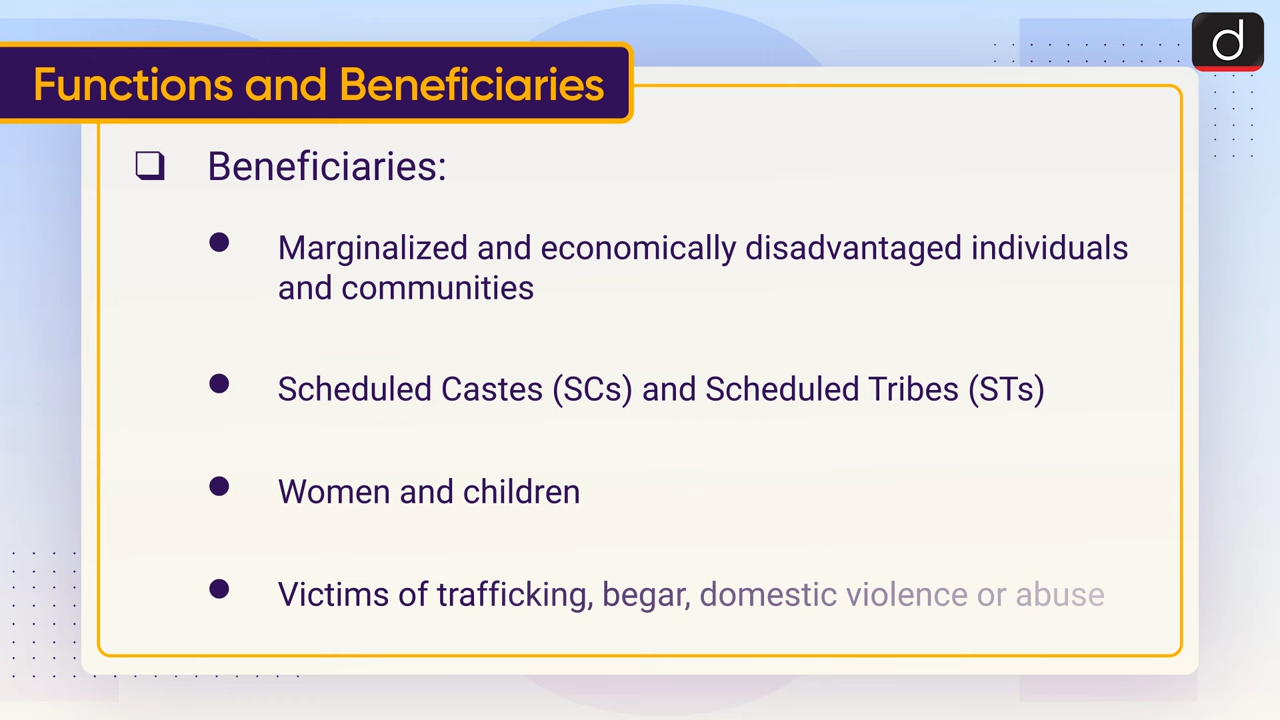 Functions and Beneficiaries
d
❑ Beneficiaries:
● Marginalized and economically disadvantaged individuals
and communities
● Scheduled Castes (SCs) and Scheduled Tribes (STs)
● Women and children
● Victims of trafficking, begar, domestic violence or abuse